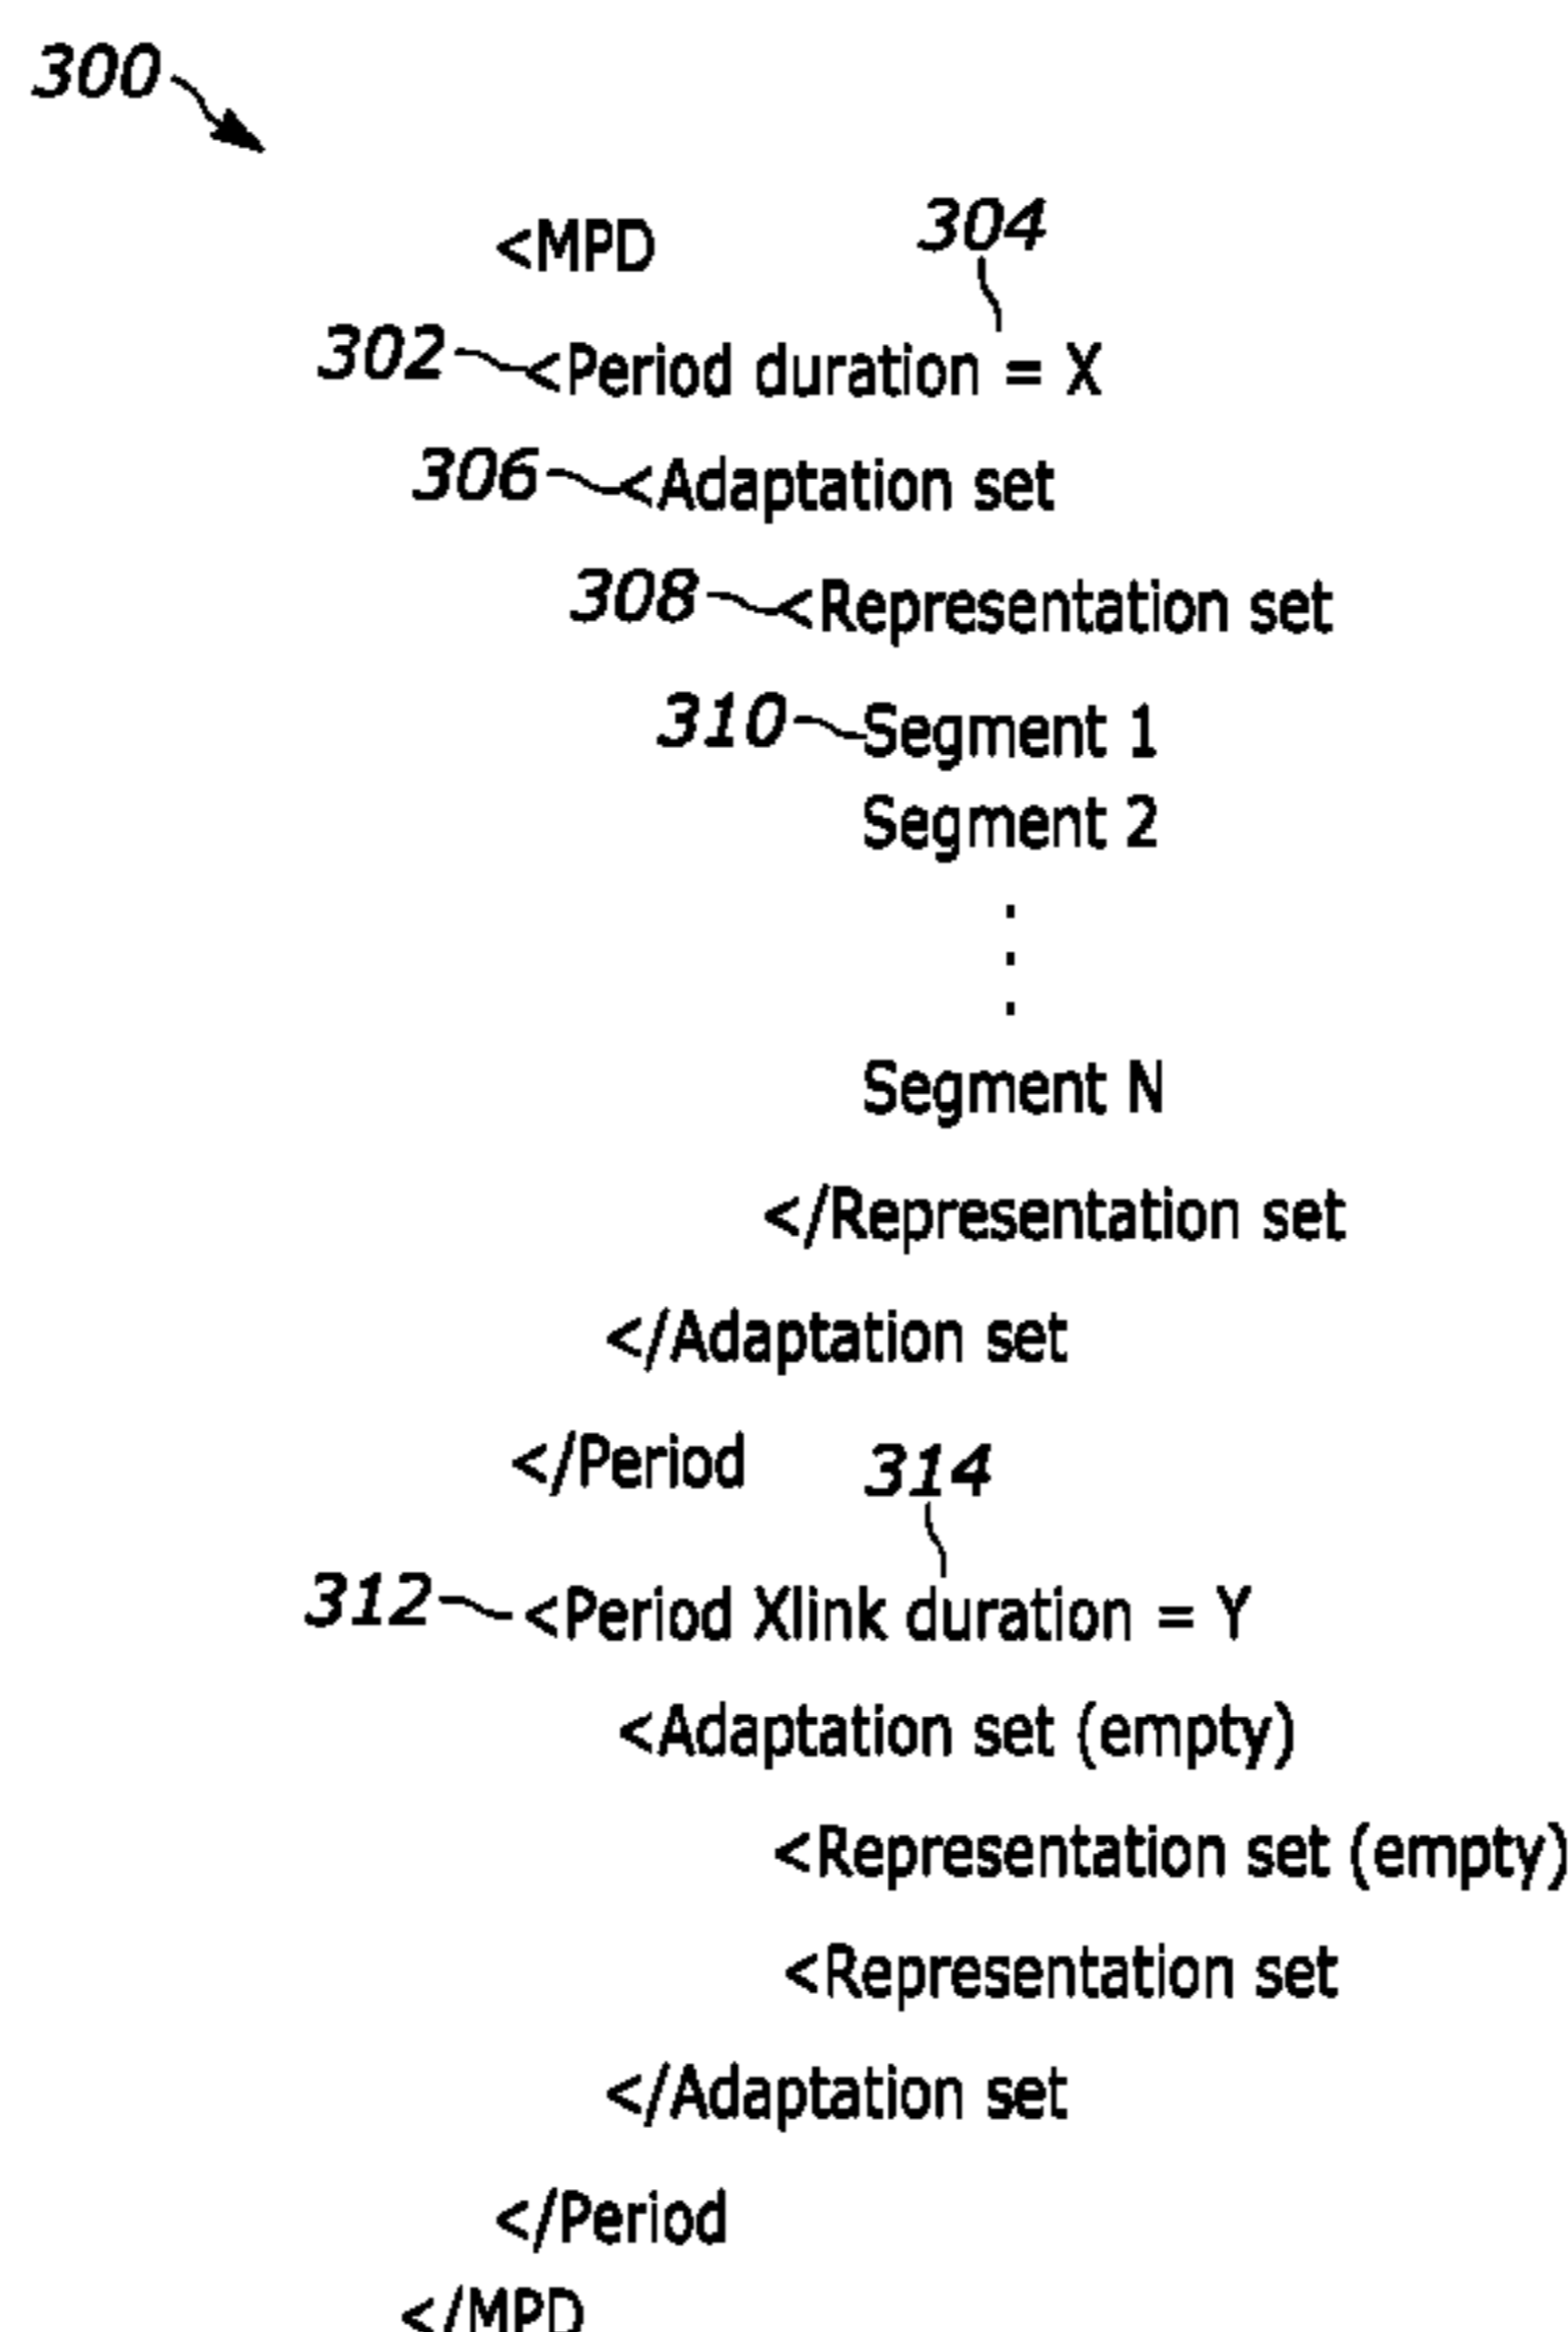 300
<MPD 304
302 <Period duration = X
306 <Adaptation set
308 <Representation set
310 Segment 1
Segment 2
.
.
.
Segment N
</Representation set
</Adaptation set
</Period 314
312 <Period Xlink duration = Y
<Adaptation set (empty)
<Representation set (empty)
<Representation set
</Adaptation set
</Period
</MPD